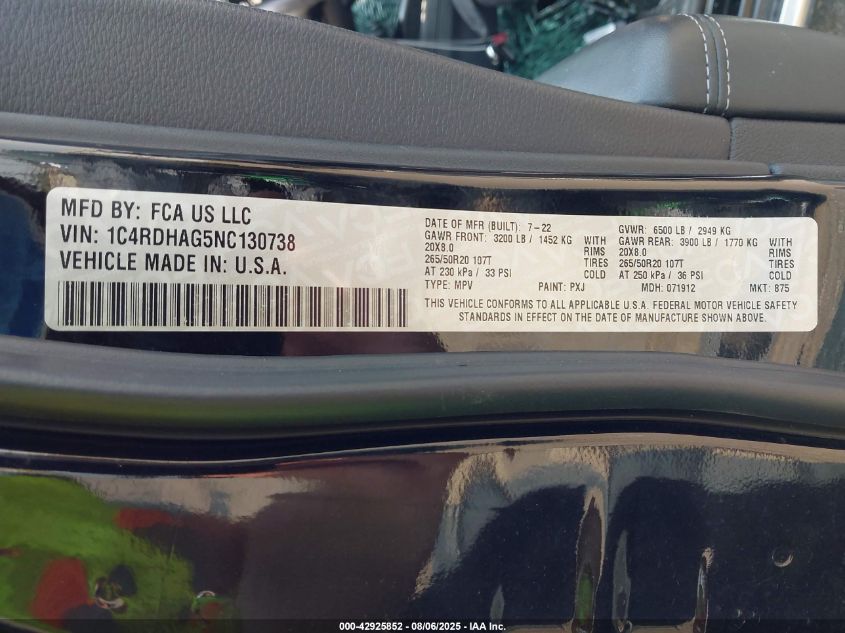 MFD BY: FCA US LLC
VIN: 1C4RDHAG5NC130738
VEHICLE MADE IN: U.S.A.
DATE OF MFR (BUILT): 7-22 GVWR: 6500 LB / 2949 KG
GAWR FRONT: 3200 LB / 1452 KG GAWR REAR: 3900 LB / 1770 KG
20X8.0 RIMS 20X8.0 RIMS
265/50R20 107T TIRES 265/50R20 107T TIRES
AT 230 kPa / 33 PSI COLD AT 250 kPa / 36 PSI COLD
TYPE: MPV PAINT: PXJ MDH: 071912 MKT: 875
THIS VEHICLE CONFORMS TO ALL APPLICABLE U.S.A. FEDERAL MOTOR VEHICLE SAFETY
STANDARDS IN EFFECT ON THE DATE OF MANUFACTURE SHOWN ABOVE.
000-42925852 - 08/06/2025 - IAA Inc.